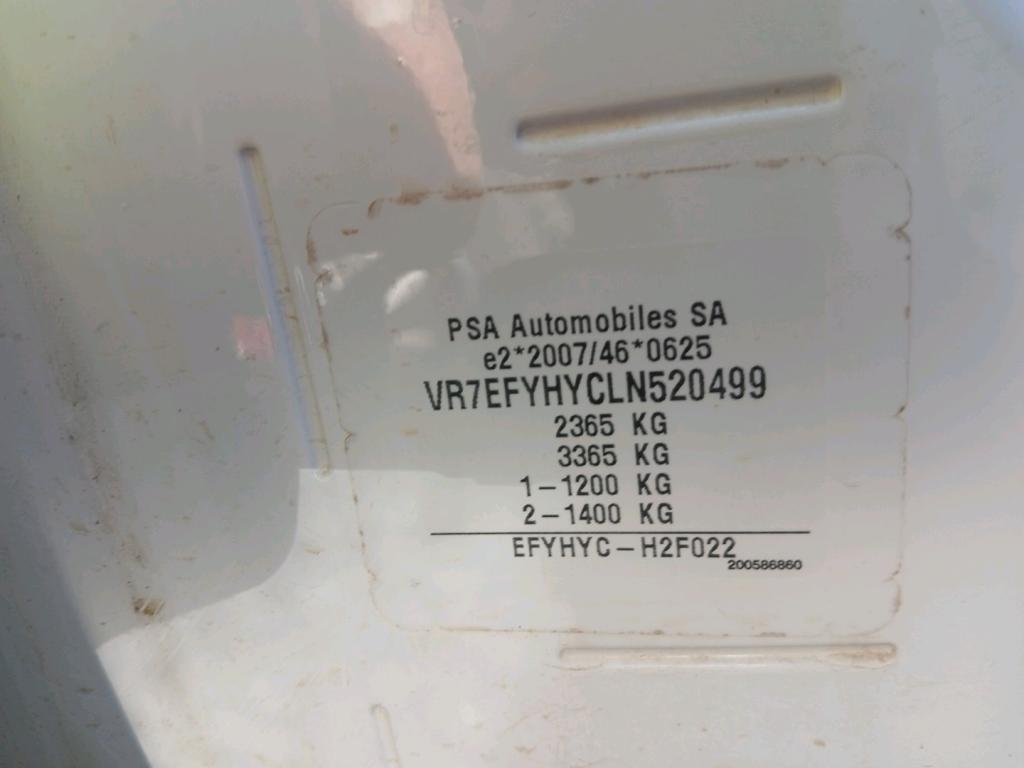 PSA Automobiles SA
e2*2007/46*0625
VR7EFYHYCLN520499
2365 KG
3365 KG
1-1200 KG
2-1400 KG
EFYHYC-H2F022
200586860